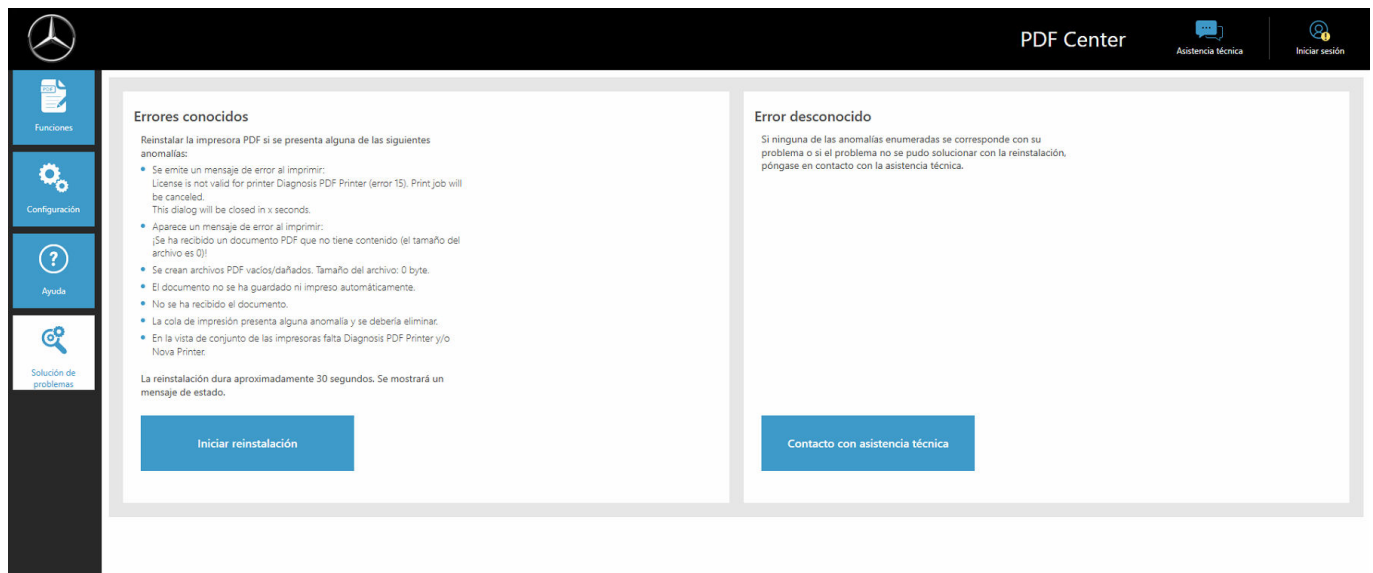 PDF Center
Asistencia técnica
Iniciar sesión
PDF
Funciones
Configuración
Ayuda
Solución de
problemas
Errores conocidos
Reinstalar la impresora PDF si se presenta alguna de las siguientes
anomalías:
Se emite un mensaje de error al imprimir:
License is not valid for printer Diagnosis PDF Printer (error 15). Print job will
be canceled.
This dialog will be closed in x seconds.
Aparece un mensaje de error al imprimir:
¡Se ha recibido un documento PDF que no tiene contenido (el tamaño del
archivo es 0)!
Se crean archivos PDF vacíos/dañados. Tamaño del archivo: 0 byte.
El documento no se ha guardado ni impreso automáticamente.
No se ha recibido el documento.
La cola de impresión presenta alguna anomalía y se debería eliminar.
En la vista de conjunto de las impresoras falta Diagnosis PDF Printer y/o
Nova Printer.
La reinstalación dura aproximadamente 30 segundos. Se mostrará un
mensaje de estado.
Iniciar reinstalación
Error desconocido
Si ninguna de las anomalías enumeradas se corresponde con su
problema o si el problema no se pudo solucionar con la reinstalación,
póngase en contacto con la asistencia técnica.
Contacto con asistencia técnica